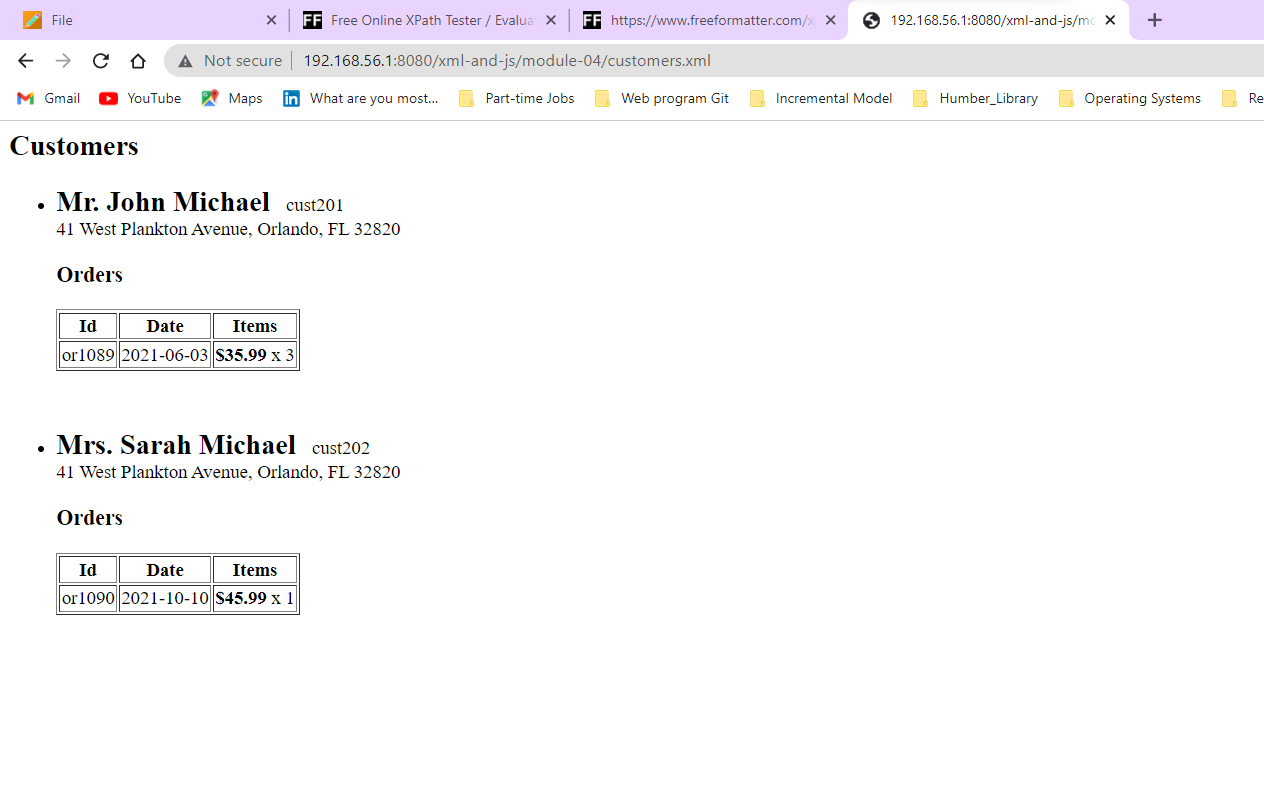 File
Free Online XPath Tester / Evalua
https://www.freeformatter.com/x
192.168.56.1:8080/xml-and-js/mo
Not secure 192.168.56.1:8080/xml-and-js/module-04/customers.xml
Gmail YouTube Maps What are you most... Part-time Jobs Web program Git Incremental Model Humber_Library Operating Systems Re
Customers
Mr. John Michael cust201
41 West Plankton Avenue, Orlando, FL 32820
Orders
Id Date Items
or1089 2021-06-03 $35.99 x 3
Mrs. Sarah Michael cust202
41 West Plankton Avenue, Orlando, FL 32820
Orders
Id Date Items
or1090 2021-10-10 $45.99 x 1